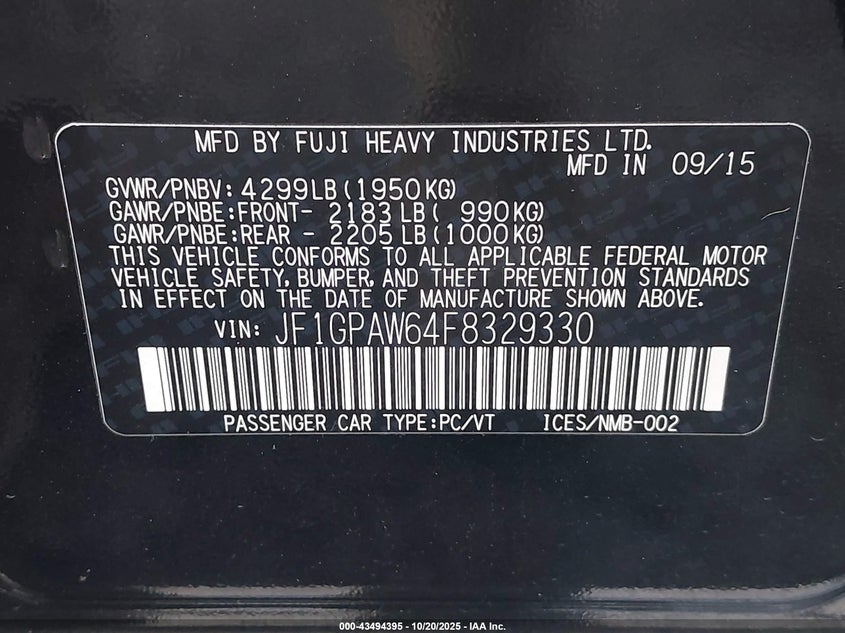 MFD BY FUJI HEAVY INDUSTRIES LTD.
MFD IN 09/15
GVWR/PNBV: 4299LB(1950KG)
GAWR/PNBE:FRONT- 2183LB( 990KG)
GAWR/PNBE:REAR - 2205LB(1000KG)
THIS VEHICLE CONFORMS TO ALL APPLICABLE FEDERAL MOTOR
VEHICLE SAFETY, BUMPER, AND THEFT PREVENTION STANDARDS
IN EFFECT ON THE DATE OF MANUFACTURE SHOWN ABOVE.
VIN: JF1GPAW64F8329330
PASSENGER CAR TYPE:PC/VT ICES/NMB-002
000-43494395 - 10/20/2025 - IAA Inc.